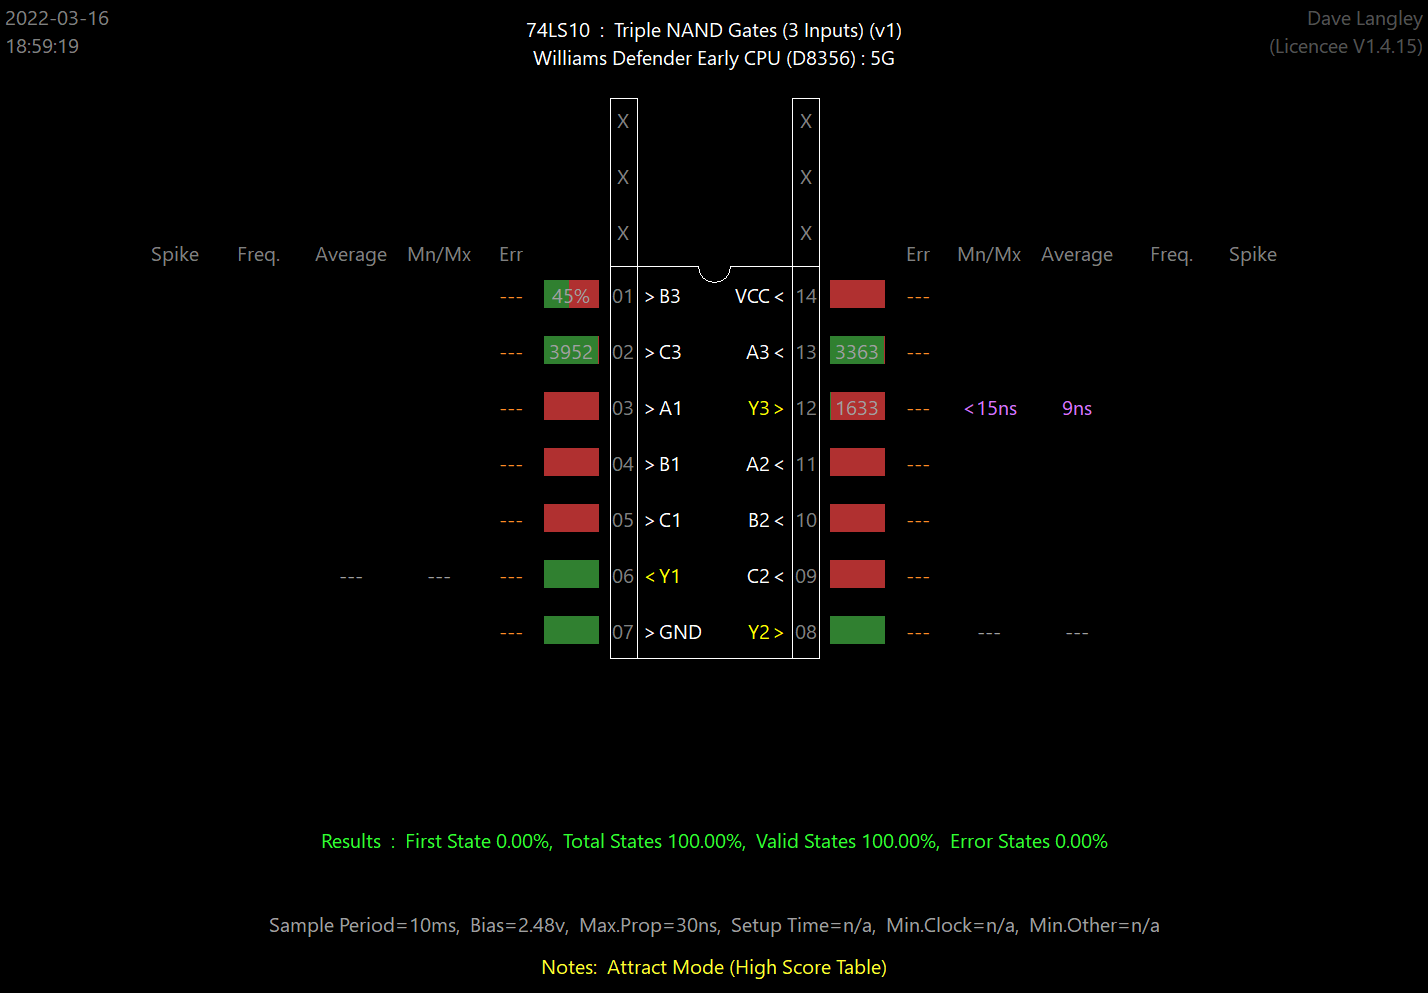 2022-03-16
18:59:19
74LS10 : Triple NAND Gates (3 Inputs) (v1)
Williams Defender Early CPU (D8356) : 5G
Dave Langley
(Licencee V1.4.15)
X X
X X
X X
Spike Freq. Average Mn/Mx Err Err Mn/Mx Average Freq. Spike
--- 45% 01 >B3 VCC< 14 ---
--- 3952 02 >C3 A3< 13 3363 ---
--- 03 >A1 Y3> 12 1633 --- <15ns 9ns
--- 04 >B1 A2< 11 ---
--- 05 >C1 B2< 10 ---
--- --- --- 06 <Y1 C2< 09 ---
--- 07 >GND Y2> 08 --- --- ---
Results : First State 0.00%, Total States 100.00%, Valid States 100.00%, Error States 0.00%
Sample Period=10ms, Bias=2.48v, Max.Prop=30ns, Setup Time=n/a, Min.Clock=n/a, Min.Other=n/a
Notes: Attract Mode (High Score Table)